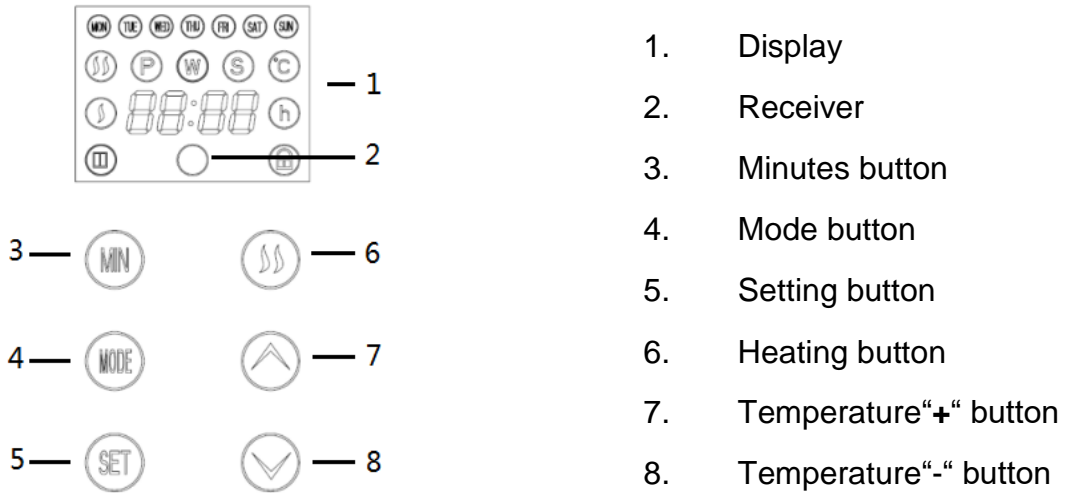 MON TUE WED THU FRI SAT SUN
P W S °C
88:88 h
1
2
3 MIN 6
4 MODE 7
5 SET 8
1. Display
2. Receiver
3. Minutes button
4. Mode button
5. Setting button
6. Heating button
7. Temperature“+“ button
8. Temperature“-“ button